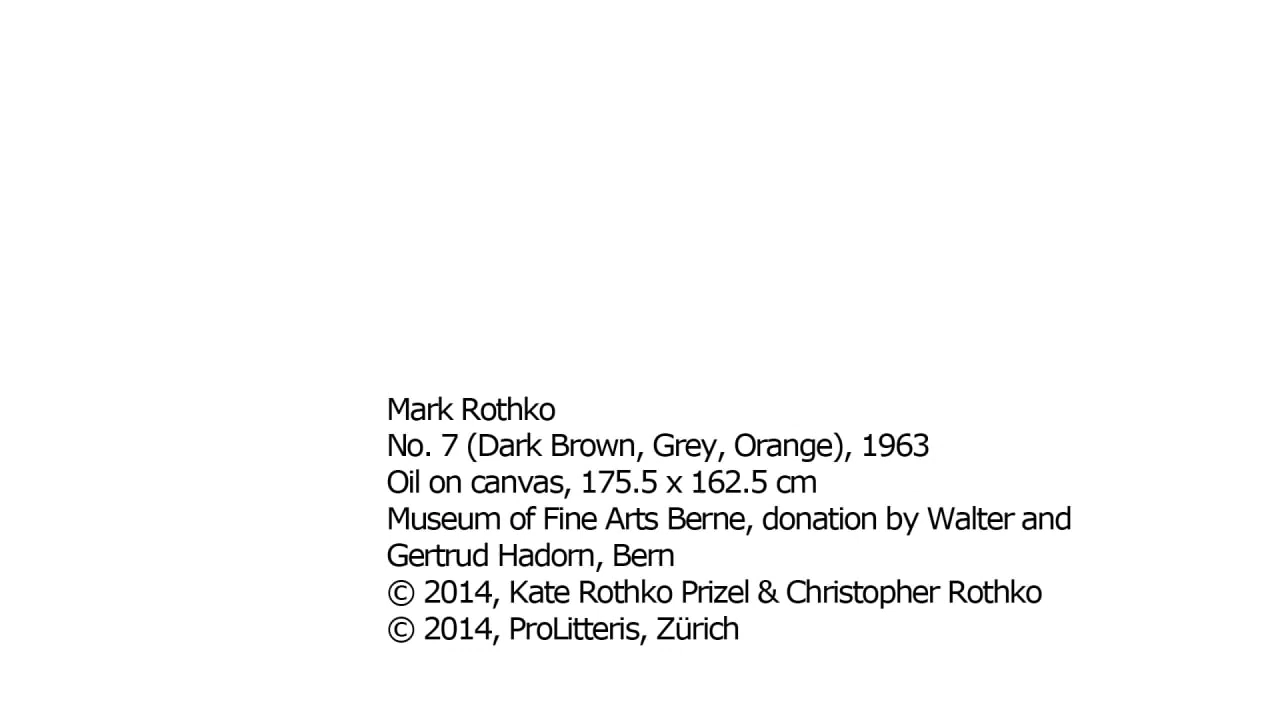 Mark Rothko
No. 7 (Dark Brown, Grey, Orange), 1963
Oil on canvas, 175.5 x 162.5 cm
Museum of Fine Arts Berne, donation by Walter and
Gertrud Hadorn, Bern
© 2014, Kate Rothko Prizel & Christopher Rothko
© 2014, ProLitteris, Zürich